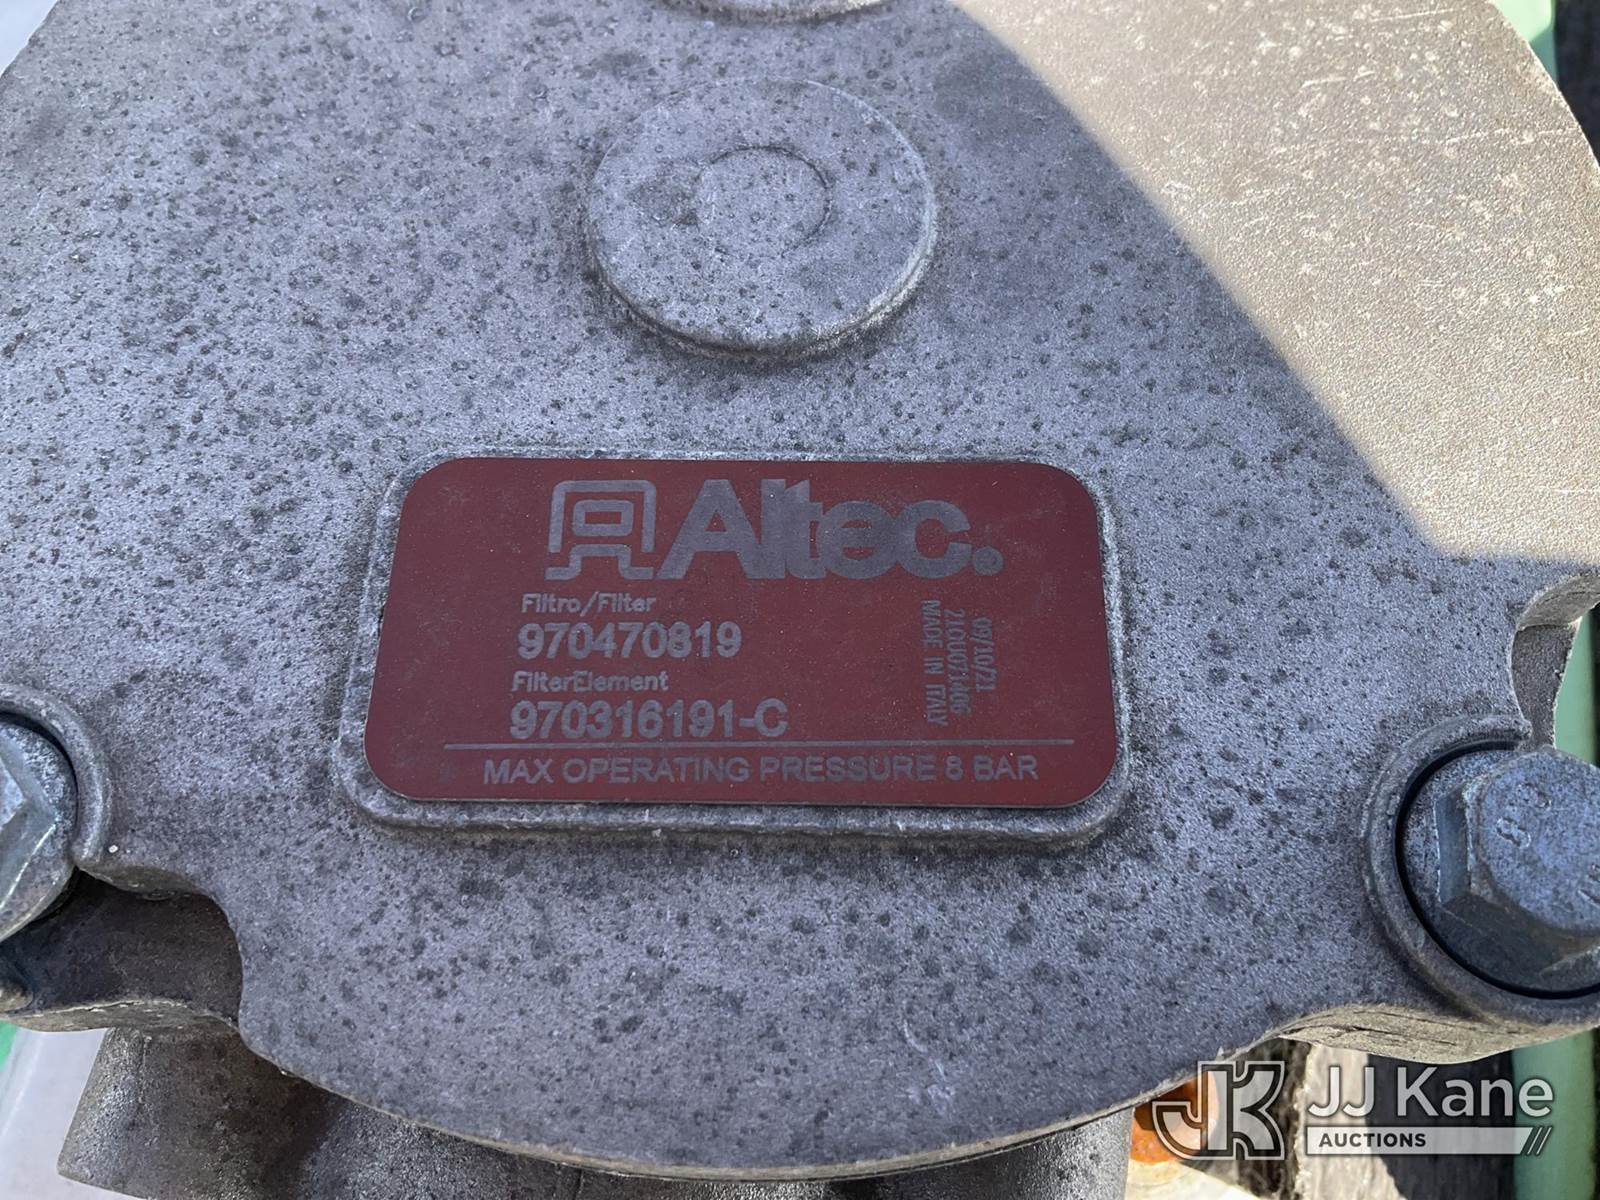 Altec.
Filtro/Filter
970470819
FilterElement
970316191-C
MAX OPERATING PRESSURE 8 BAR
09/10/21
MADE IN ITALY
JJ Kane
AUCTIONS